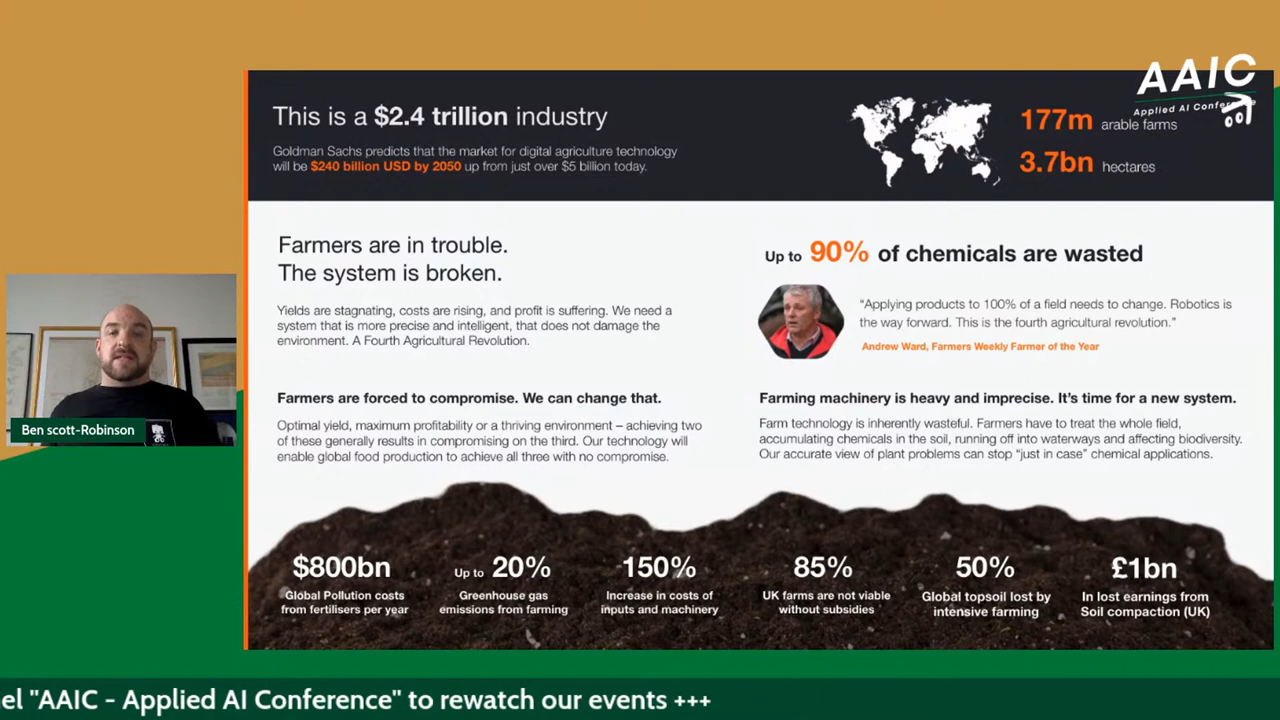 This is a $2.4 trillion industry
Goldman Sachs predicts that the market for digital agriculture technology
will be $240 billion USD by 2050 up from just over $5 billion today.
177m arable farms
3.7bn hectares
AAIC
Applied AI Conference
Farmers are in trouble.
The system is broken.
Yields are stagnating, costs are rising, and profit is suffering. We need a
system that is more precise and intelligent, that does not damage the
environment. A Fourth Agricultural Revolution.
Up to 90% of chemicals are wasted
“Applying products to 100% of a field needs to change. Robotics is
the way forward. This is the fourth agricultural revolution.”
Andrew Ward, Farmers Weekly Farmer of the Year
Farmers are forced to compromise. We can change that.
Optimal yield, maximum profitability or a thriving environment – achieving two
of these generally results in compromising on the third. Our technology will
enable global food production to achieve all three with no compromise.
Farming machinery is heavy and imprecise. It’s time for a new system.
Farm technology is inherently wasteful. Farmers have to treat the whole field,
accumulating chemicals in the soil, running off into waterways and affecting biodiversity.
Our accurate view of plant problems can stop “just in case” chemical applications.
Ben scott-Robinson
$800bn
Global Pollution costs
from fertilisers per year
Up to 20%
Greenhouse gas
emissions from farming
150%
Increase in costs of
inputs and machinery
85%
UK farms are not viable
without subsidies
50%
Global topsoil lost by
intensive farming
£1bn
In lost earnings from
Soil compaction (UK)
nel "AAIC - Applied AI Conference" to rewatch our events +++